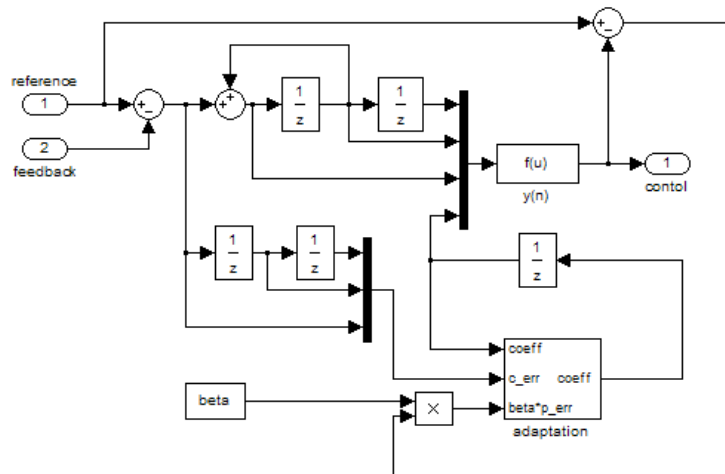 reference
1
2
feedback
+
−
+
+
1
z
1
z
+
−
f(u)
y(n)
1
contol
1
z
1
z
1
z
beta
×
coeff
c_err
beta*p_err
coeff
adaptation